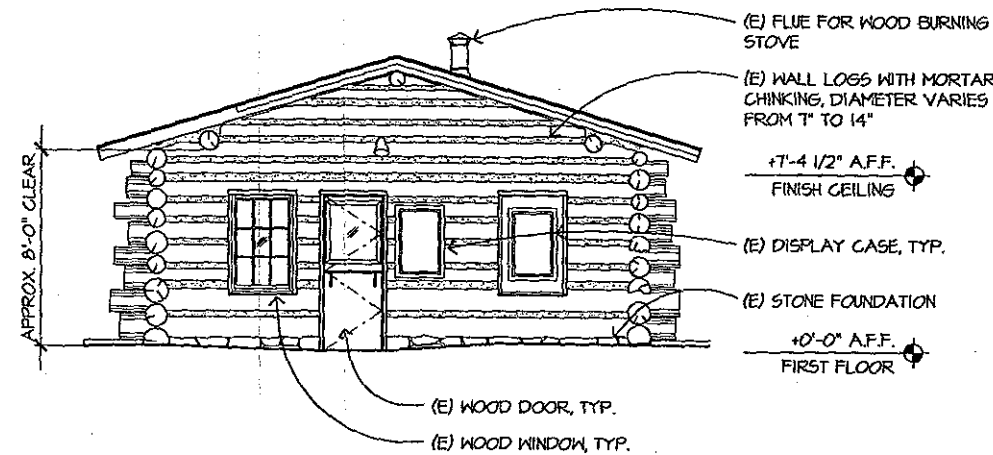 (E) FLUE FOR WOOD BURNING
STOVE
(E) WALL LOGS WITH MORTAR
CHINKING, DIAMETER VARIES
FROM 7" TO 14"
+7'-4 1/2" A.F.F.
FINISH CEILING
(E) DISPLAY CASE, TYP.
(E) STONE FOUNDATION
+0'-0" A.F.F.
FIRST FLOOR
(E) WOOD DOOR, TYP.
(E) WOOD WINDOW, TYP.
APPROX. 8'-0" CLEAR